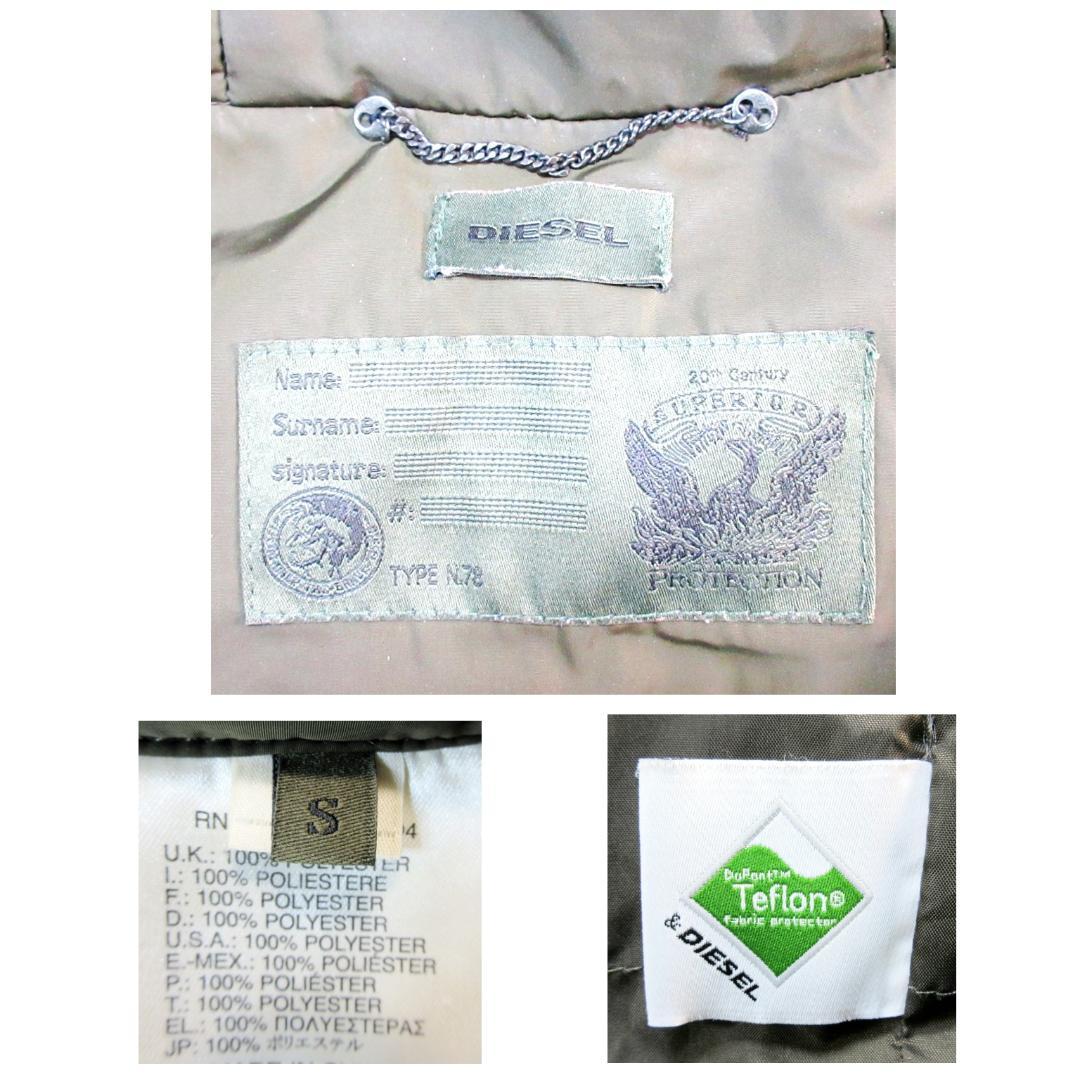 DIESEL
Name:
Surname:
signature:
#:
TYPE N.78
20th Century
SUPERIOR
PROTECTION
S
RN 04
U.K.: 100% POLYESTER
I.: 100% POLIESTERE
F.: 100% POLYESTER
D.: 100% POLYESTER
U.S.A.: 100% POLYESTER
E.-MEX.: 100% POLIÉSTER
P.: 100% POLIÉSTER
T.: 100% POLYESTER
EL.: 100% ΠΟΛΥΕΣΤΕΡΑΣ
JP: 100% ポリエステル
DuPont™
Teflon®
fabric protector
& DIESEL